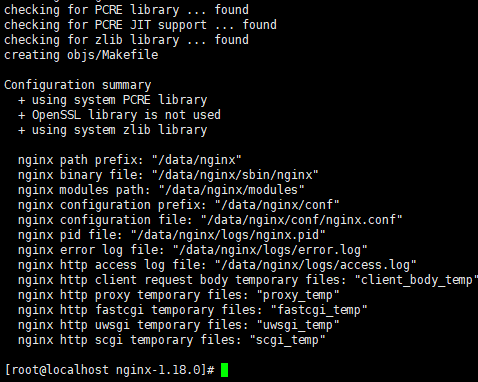 checking for PCRE library ... found
checking for PCRE JIT support ... found
checking for zlib library ... found
creating objs/Makefile
Configuration summary
+ using system PCRE library
+ OpenSSL library is not used
+ using system zlib library
nginx path prefix: "/data/nginx"
nginx binary file: "/data/nginx/sbin/nginx"
nginx modules path: "/data/nginx/modules"
nginx configuration prefix: "/data/nginx/conf"
nginx configuration file: "/data/nginx/conf/nginx.conf"
nginx pid file: "/data/nginx/logs/nginx.pid"
nginx error log file: "/data/nginx/logs/error.log"
nginx http access log file: "/data/nginx/logs/access.log"
nginx http client request body temporary files: "client_body_temp"
nginx http proxy temporary files: "proxy_temp"
nginx http fastcgi temporary files: "fastcgi_temp"
nginx http uwsgi temporary files: "uwsgi_temp"
nginx http scgi temporary files: "scgi_temp"
[root@localhost nginx-1.18.0]#